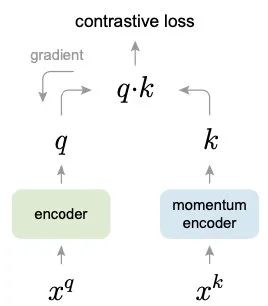 contrastive loss
gradient
q·k
q k
encoder momentum encoder
x^q x^k